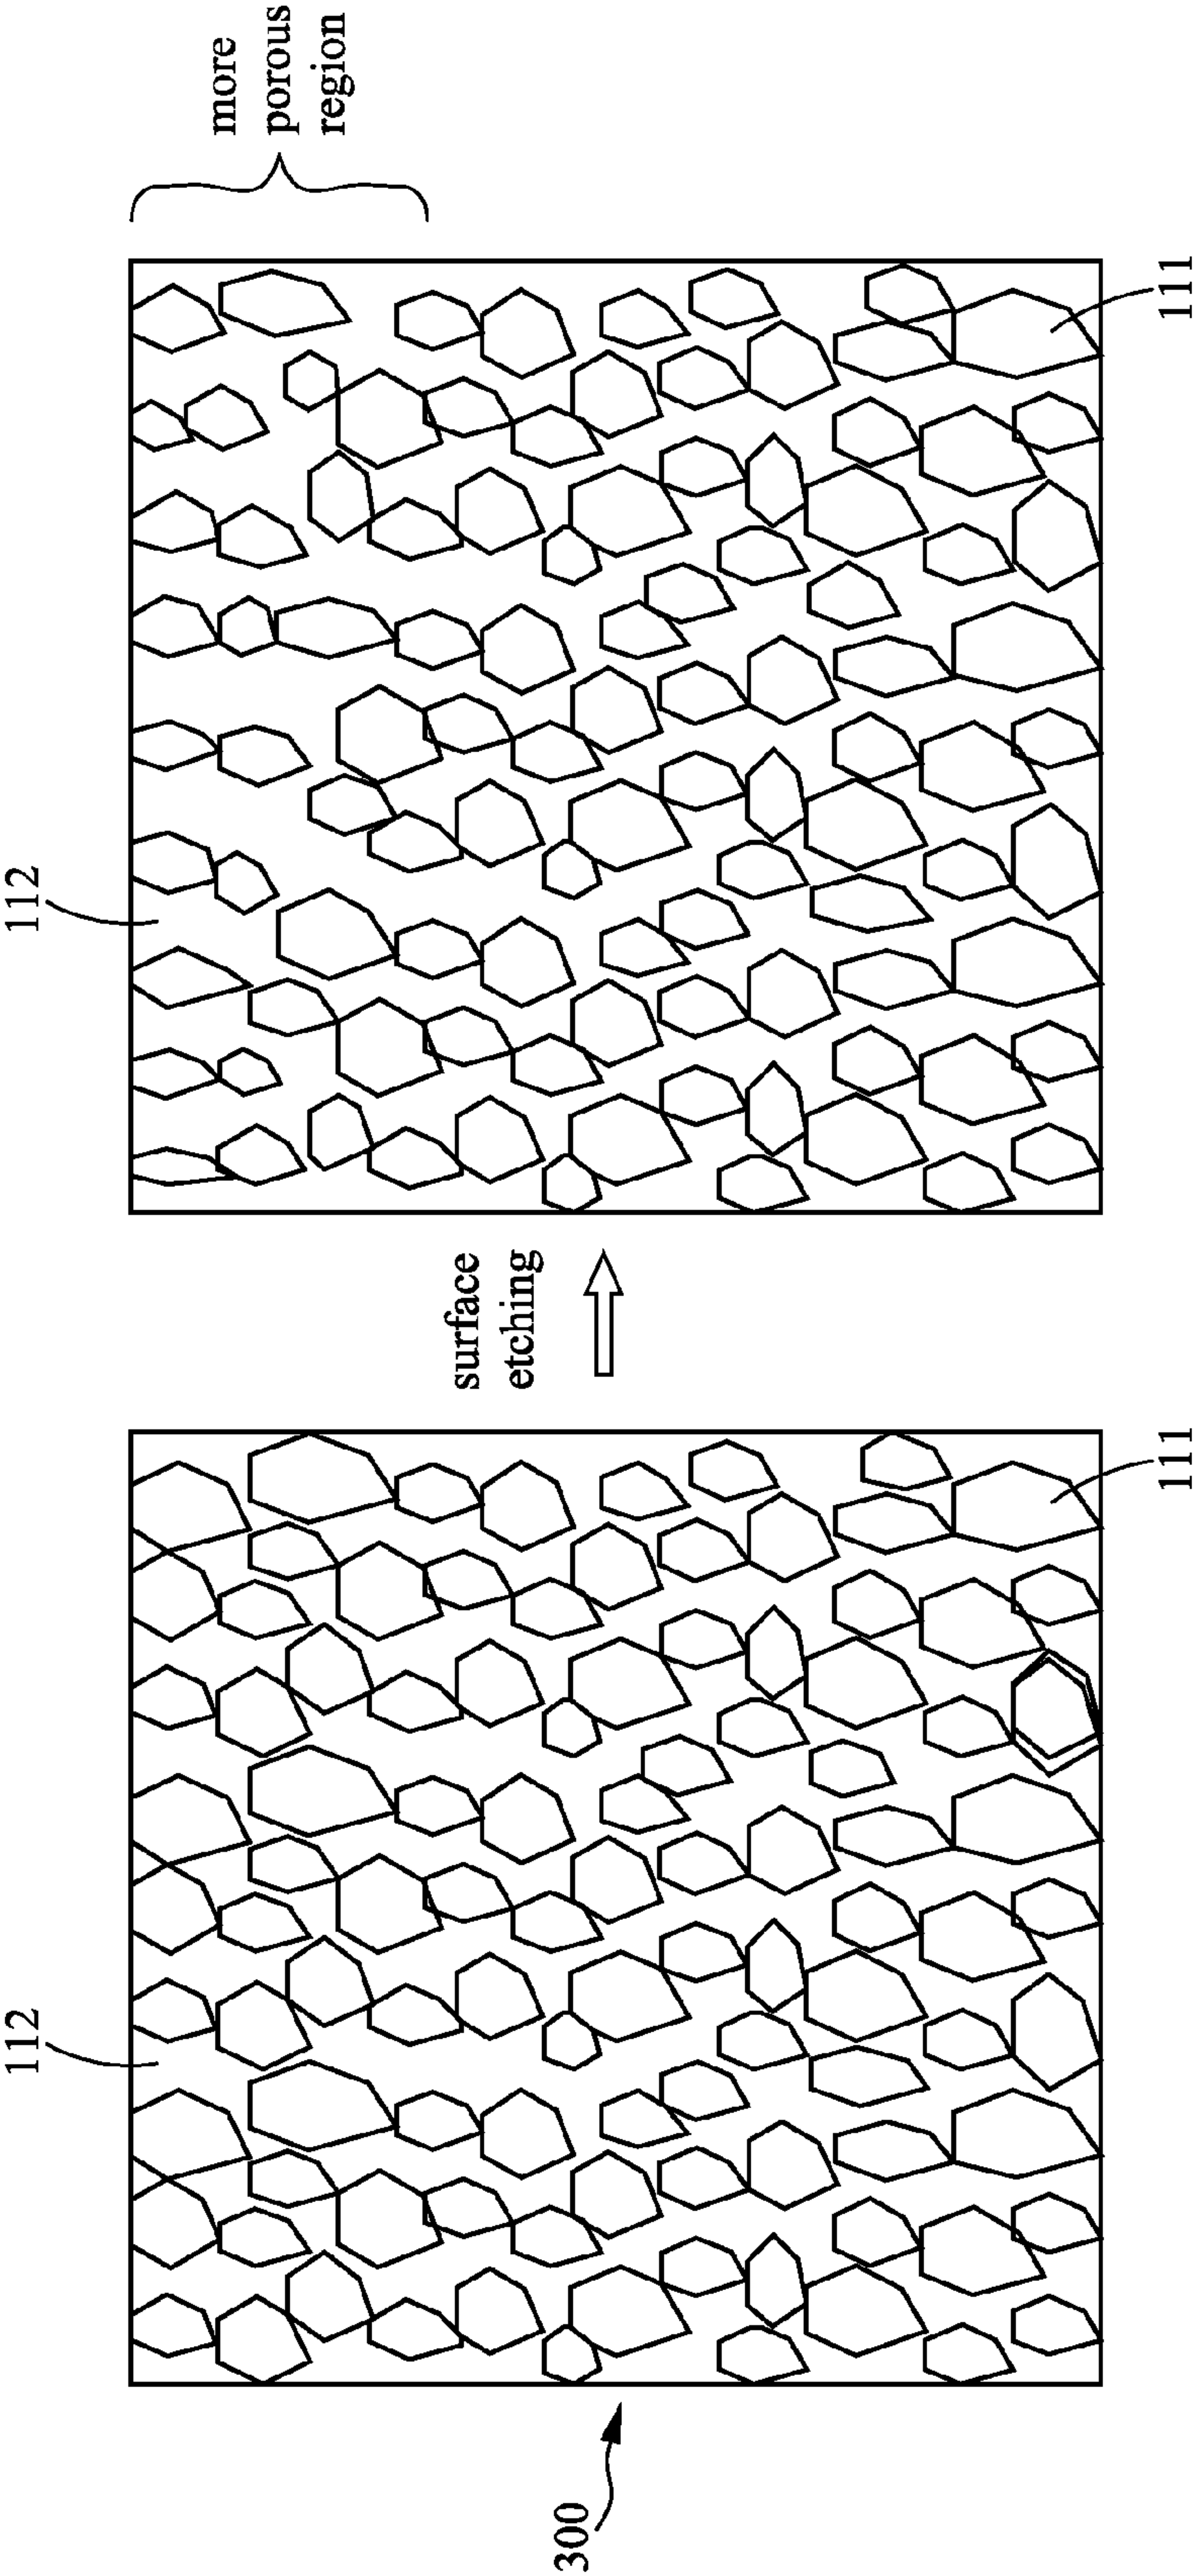 300
112
111
surface
etching
112
111
more
porous
region